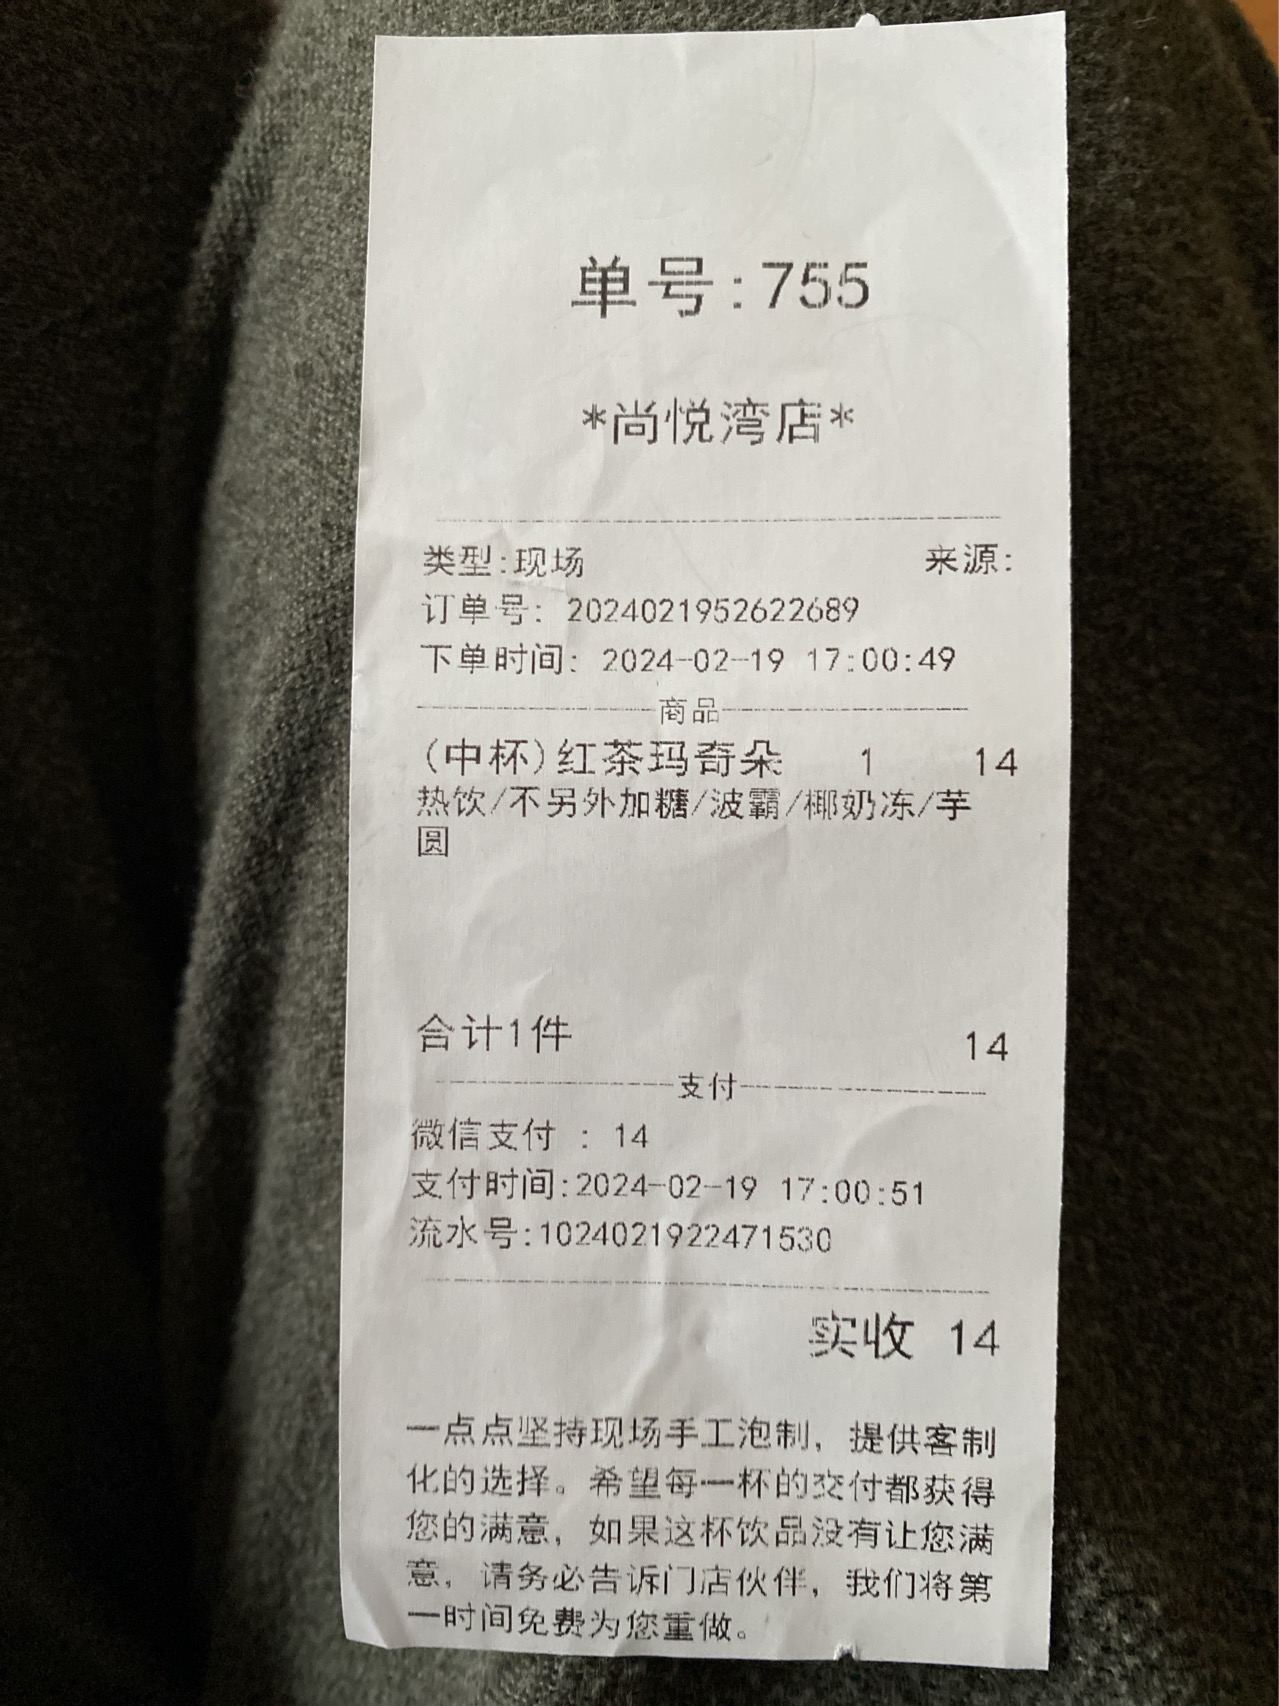 单号:755
*尚悦湾店*
类型:现场 来源:
订单号: 2024021952622689
下单时间: 2024-02-19 17:00:49
商品
(中杯)红茶玛奇朵 1 14
热饮/不另外加糖/波霸/椰奶冻/芋
圆
合计1件 14
支付
微信支付 : 14
支付时间:2024-02-19 17:00:51
流水号:1024021922471530
实收 14
一点点坚持现场手工泡制，提供客制
化的选择。希望每一杯的交付都获得
您的满意，如果这杯饮品没有让您满
意，请务必告诉门店伙伴，我们将第
一时间免费为您重做。